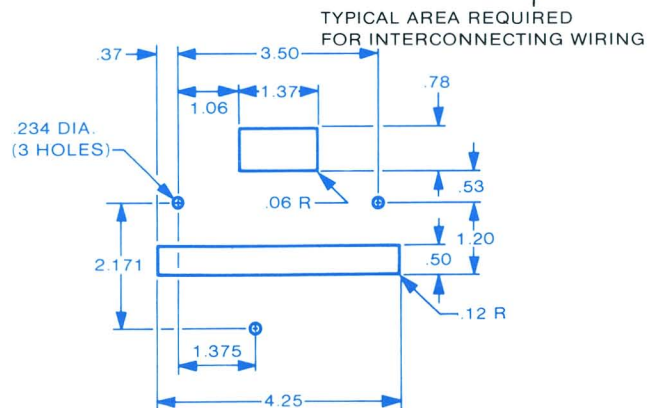 TYPICAL AREA REQUIRED
FOR INTERCONNECTING WIRING
.37
3.50
.78
1.06
1.37
.234 DIA.
(3 HOLES)
.53
.06 R
1.20
2.171
.50
.12 R
1.375
4.25